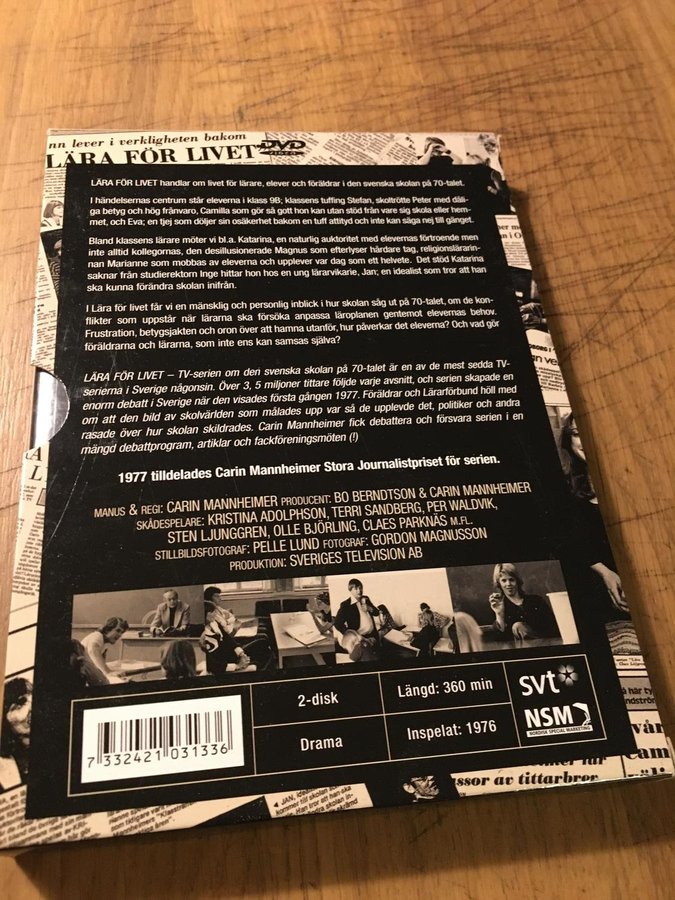 nn lever i verkligheten bakom
LÄRA FÖR LIVET
DVD
VIDEO
LÄRA FÖR LIVET handlar om livet för lärare, elever och föräldrar i den svenska skolan på 70-talet.
I händelsernas centrum står eleverna i klass 9B; klassens tuffing Stefan, skoltrötte Peter med dåli-
ga betyg och hög frånvaro, Camilla som gör så gott hon kan utan stöd från vare sig skola eller hem-
met, och Eva; en tjej som döljer sin osäkerhet bakom en tuff attityd och inte kan säga nej till gänget.
Bland klassens lärare möter vi bl.a. Katarina, en naturlig auktoritet med elevernas förtroende men
inte alltid kollegornas, den desillusionerade Magnus som efterlyser hårdare tag, religionslärarin-
nan Marianne som mobbas av eleverna och upplever var dag som ett helvete. Det stöd Katarina
saknar från studierektorn Inge hittar hon hos en ung lärarvikarie, Jan; en idealist som tror att han
ska kunna förändra skolan inifrån.
I Lära för livet får vi en mänsklig och personlig inblick i hur skolan såg ut på 70-talet, om de kon-
flikter som uppstår när lärarna ska försöka anpassa läroplanen gentemot elevernas behov.
Frustration, betygsjakten och oron över att hamna utanför, hur påverkar det eleverna? Och vad gör
föräldrarna och lärarna, som inte ens kan samsas själva?
LÄRA FÖR LIVET – TV-serien om den svenska skolan på 70-talet är en av de mest sedda TV-
serierna i Sverige någonsin. Över 3, 5 miljoner tittare följde varje avsnitt, och serien skapade en
enorm debatt i Sverige när den visades första gången 1977. Föräldrar och Lärarförbund höll med
om att den bild av skolvärlden som målades upp var så de upplevde det, politiker och andra
rasade över hur skolan skildrades. Carin Mannheimer fick debattera och försvara serien i en
mängd debattprogram, artiklar och fackföreningsmöten (!)
1977 tilldelades Carin Mannheimer Stora Journalistpriset för serien.
MANUS & REGI: CARIN MANNHEIMER PRODUCENT: BO BERNDTSON & CARIN MANNHEIMER
SKÅDESPELARE: KRISTINA ADOLPHSON, TERRI SANDBERG, PER WALDVIK,
STEN LJUNGGREN, OLLE BJÖRLING, CLAES PARKNÄS M.FL.
STILLBILDSFOTOGRAF: PELLE LUND FOTOGRAF: GORDON MAGNUSSON
PRODUKTION: SVERIGES TELEVISION AB
2-disk
Längd: 360 min
svt
Drama
Inspelat: 1976
NSM
NORDISK SPECIAL MARKETING
7 332421 031336
ssor av tittarbrev